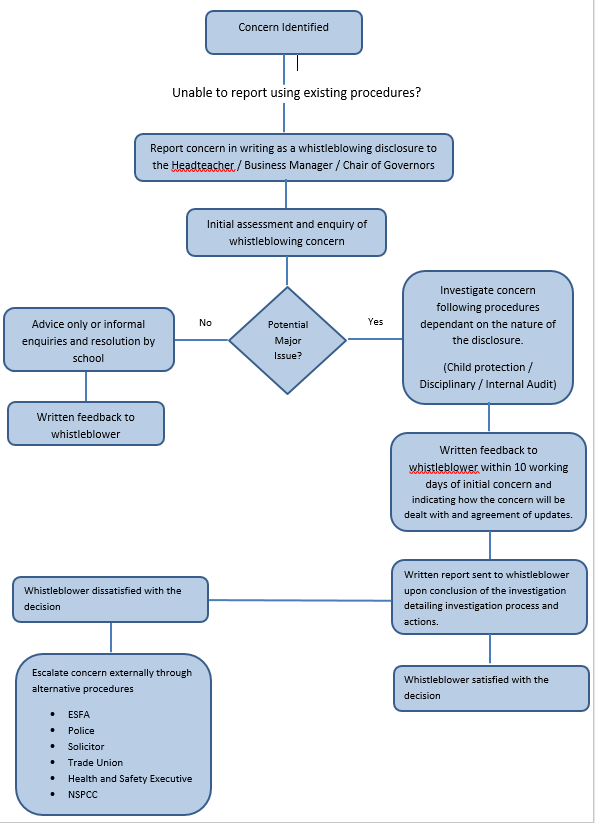 Concern Identified
Unable to report using existing procedures?
Report concern in writing as a whistleblowing disclosure to
the Headteacher / Business Manager / Chair of Governors
Initial assessment and enquiry of
whistleblowing concern
Potential
Major
Issue?
No
Yes
Advice only or informal
enquiries and resolution by
school
Written feedback to
whistleblower
Investigate concern
following procedures
dependant on the nature of
the disclosure.
(Child protection /
Disciplinary / Internal Audit)
Written feedback to
whistleblower within 10 working
days of initial concern and
indicating how the concern will be
dealt with and agreement of updates.
Written report sent to whistleblower
upon conclusion of the investigation
detailing investigation process and
actions.
Whistleblower dissatisfied with the
decision
Whistleblower satisfied with the
decision
Escalate concern externally through
alternative procedures
• ESFA
• Police
• Solicitor
• Trade Union
• Health and Safety Executive
• NSPCC